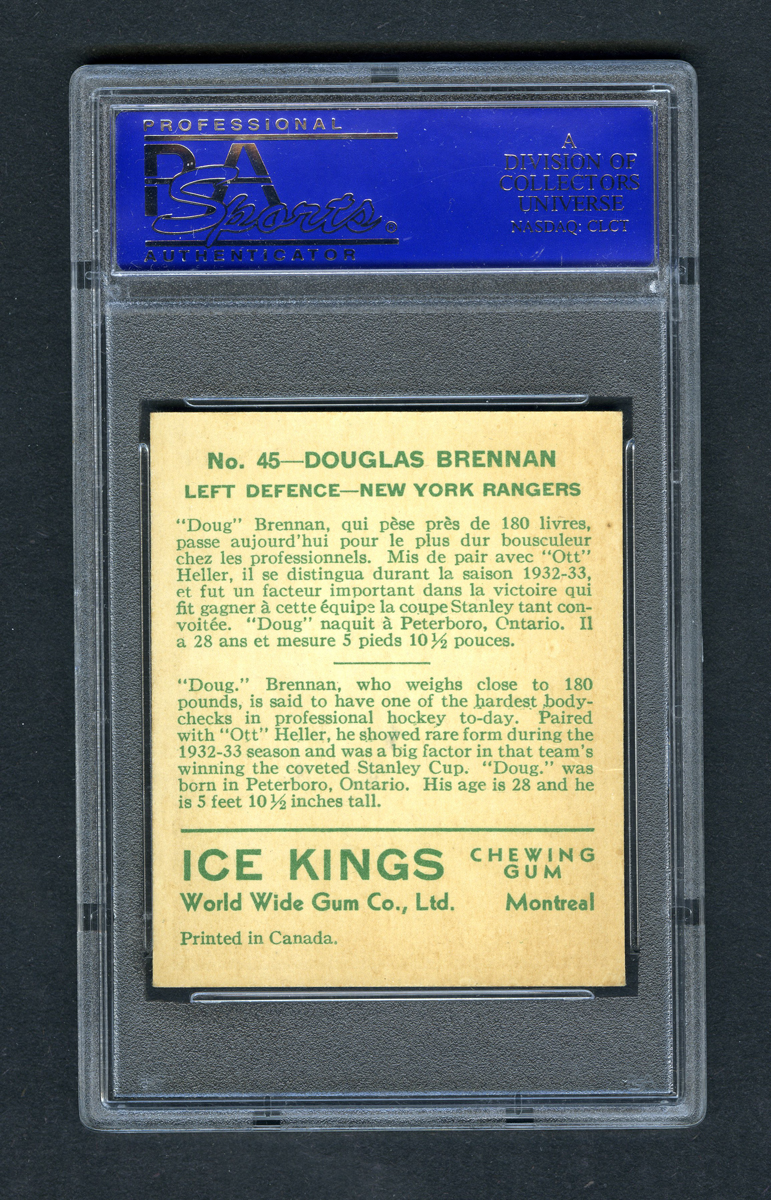 PROFESSIONAL
PSA
Sports
AUTHENTICATOR
A
DIVISION OF
COLLECTORS
UNIVERSE
NASDAQ: CLCT
No. 45—DOUGLAS BRENNAN
LEFT DEFENCE—NEW YORK RANGERS
"Doug" Brennan, qui pèse près de 180 livres,
passe aujourd'hui pour le plus dur bousculeur
chez les professionnels. Mis de pair avec "Ott"
Heller, il se distingua durant la saison 1932-33,
et fut un facteur important dans la victoire qui
fit gagner à cette équipe la coupe Stanley tant con-
voitée. "Doug" naquit à Peterboro, Ontario. Il
a 28 ans et mesure 5 pieds 10½ pouces.
"Doug." Brennan, who weighs close to 180
pounds, is said to have one of the hardest body-
checks in professional hockey to-day. Paired
with "Ott" Heller, he showed rare form during the
1932-33 season and was a big factor in that team's
winning the coveted Stanley Cup. "Doug." was
born in Peterboro, Ontario. His age is 28 and he
is 5 feet 10½ inches tall.
ICE KINGS CHEWING GUM
World Wide Gum Co., Ltd. Montreal
Printed in Canada.